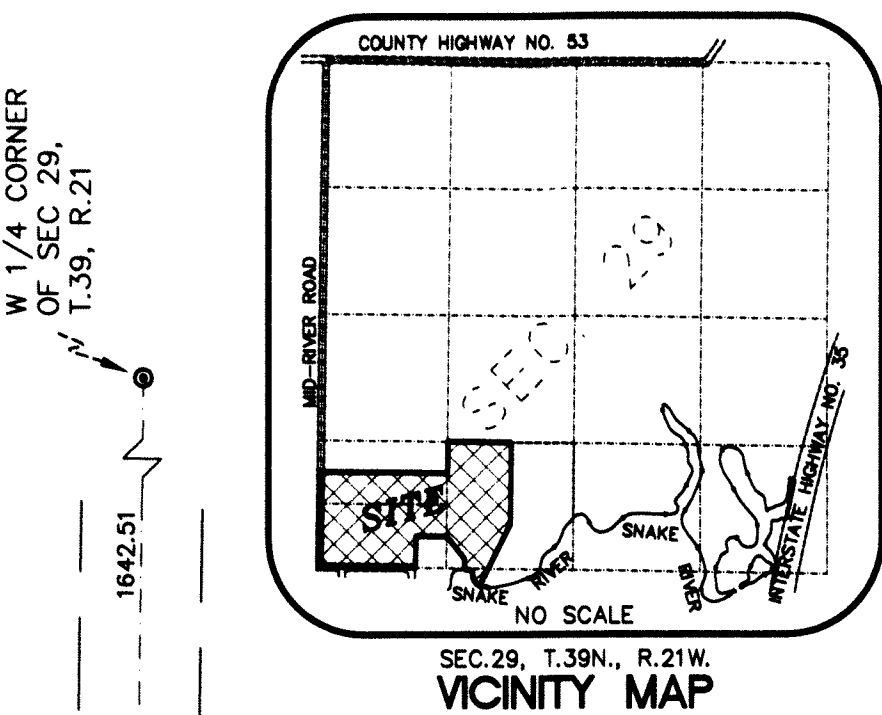 W 1/4 CORNER
OF SEC 29,
T.39, R.21
1642.51
COUNTY HIGHWAY NO. 53
MID-RIVER ROAD
SEC 29
SITE
SNAKE
RIVER
SNAKE
RIVER
INTERSTATE HIGHWAY NO. 35
NO SCALE
SEC.29, T.39N., R.21W.
VICINITY MAP